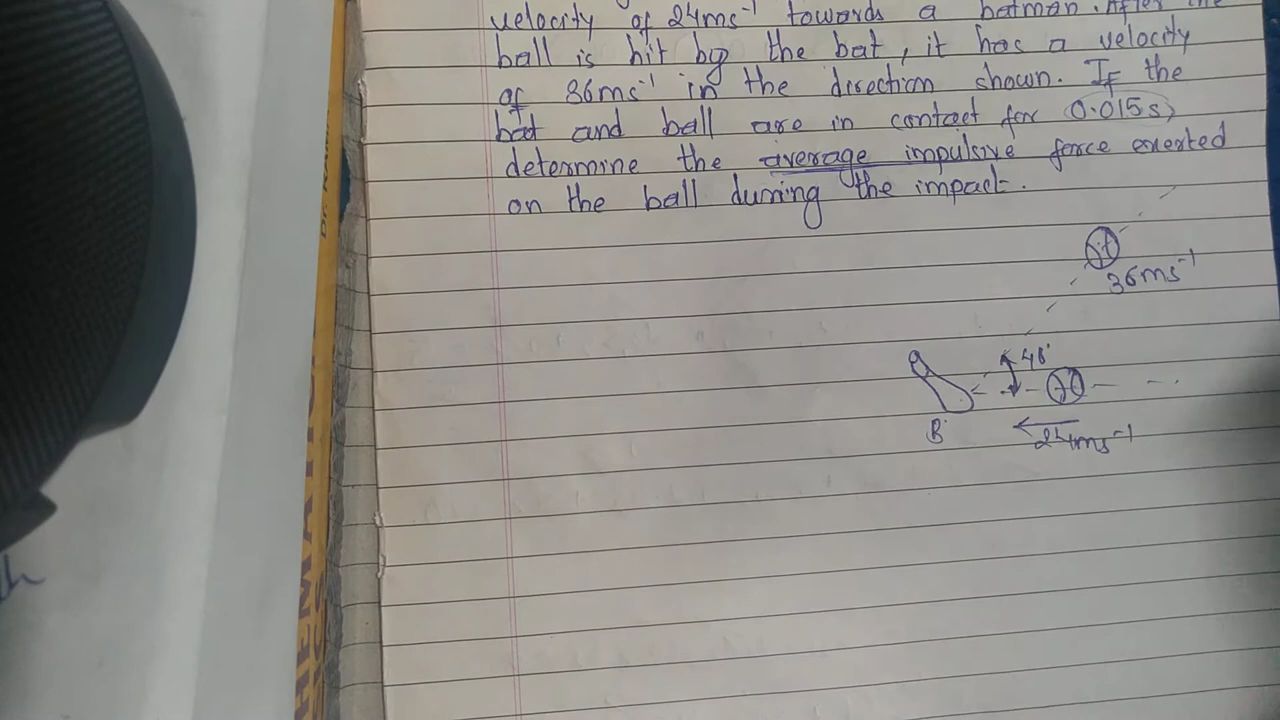 velocity of 24ms⁻¹ towards a batman. After the
ball is hit by the bat, it has a velocity
of 36ms⁻¹ in the direction shown. If the
bat and ball are in contact for 0.015s,
determine the average impulsive force exerted
on the ball durring the impact.
36ms⁻¹
B
24ms⁻¹